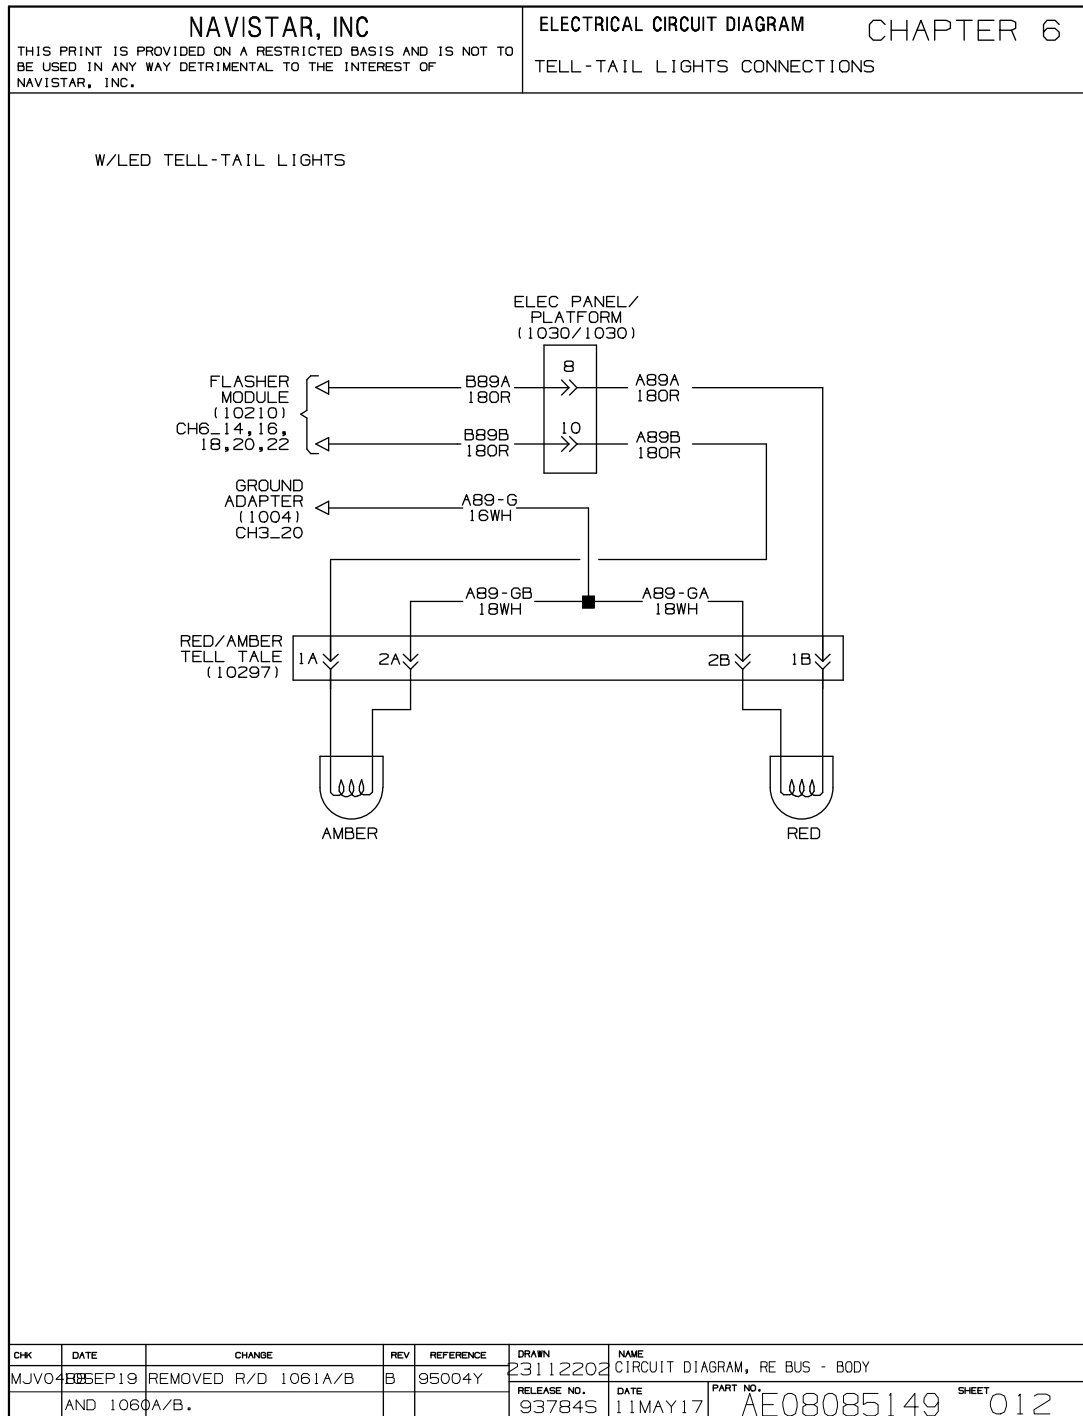 NAVISTAR, INC
THIS PRINT IS PROVIDED ON A RESTRICTED BASIS AND IS NOT TO
BE USED IN ANY WAY DETRIMENTAL TO THE INTEREST OF
NAVISTAR, INC.
ELECTRICAL CIRCUIT DIAGRAM
CHAPTER 6
TELL-TAIL LIGHTS CONNECTIONS
W/LED TELL-TAIL LIGHTS
ELEC PANEL/
PLATFORM
(1030/1030)
FLASHER
MODULE
(10210)
CH6_14,16,
18,20,22
B89A
18OR
8
A89A
18OR
B89B
18OR
10
A89B
18OR
GROUND
ADAPTER
(1004)
CH3_20
A89-G
16WH
A89-GB
18WH
A89-GA
18WH
RED/AMBER
TELL TALE
(10297)
1A
2A
2B
1B
AMBER
RED
CHK DATE CHANGE REV REFERENCE
05SEP19 REMOVED R/D 1061A/B B 95004Y
AND 1060A/B.
DRAWN
23112202
NAME
CIRCUIT DIAGRAM, RE BUS - BODY
RELEASE NO.
93784S
DATE
11MAY17
PART NO.
AE08085149
SHEET
012